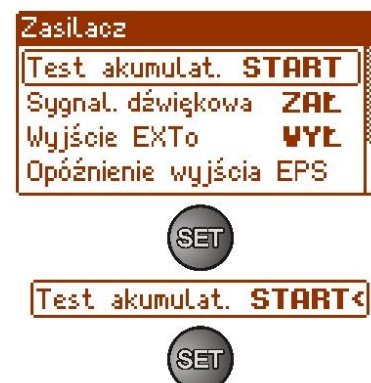 Zasilacz
Test akumulat. START
Sygnal. dźwiękowa ZAŁ
Wyjście EXTo WYŁ
Opóźnienie wyjścia EPS
SET
Test akumulat. START<
SET